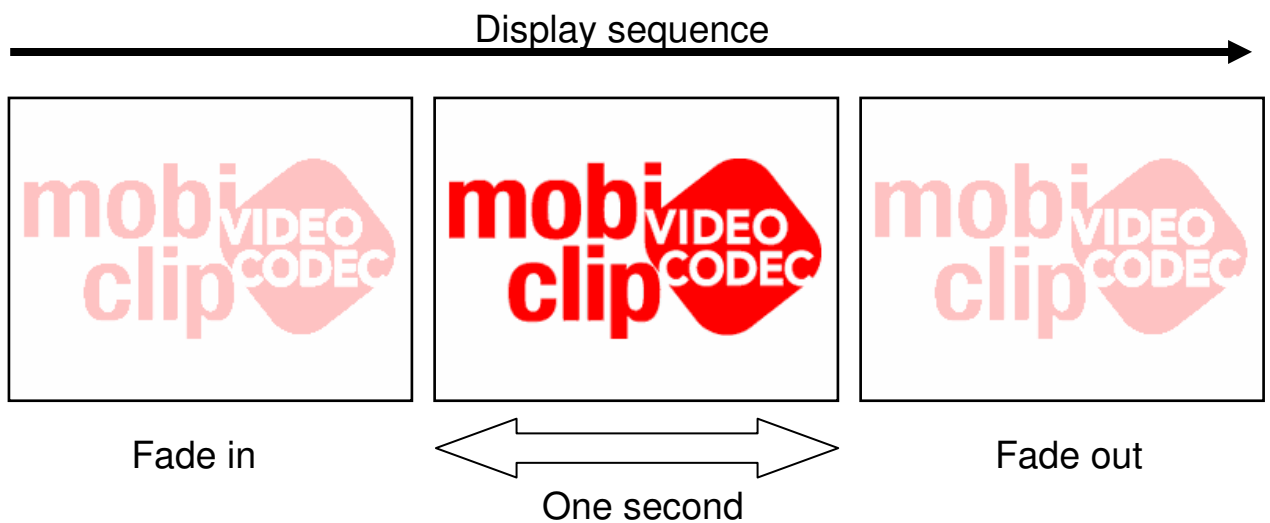 Display sequence
mobi
clip
VIDEO
CODEC
mobi
clip
VIDEO
CODEC
mobi
clip
VIDEO
CODEC
Fade in
One second
Fade out